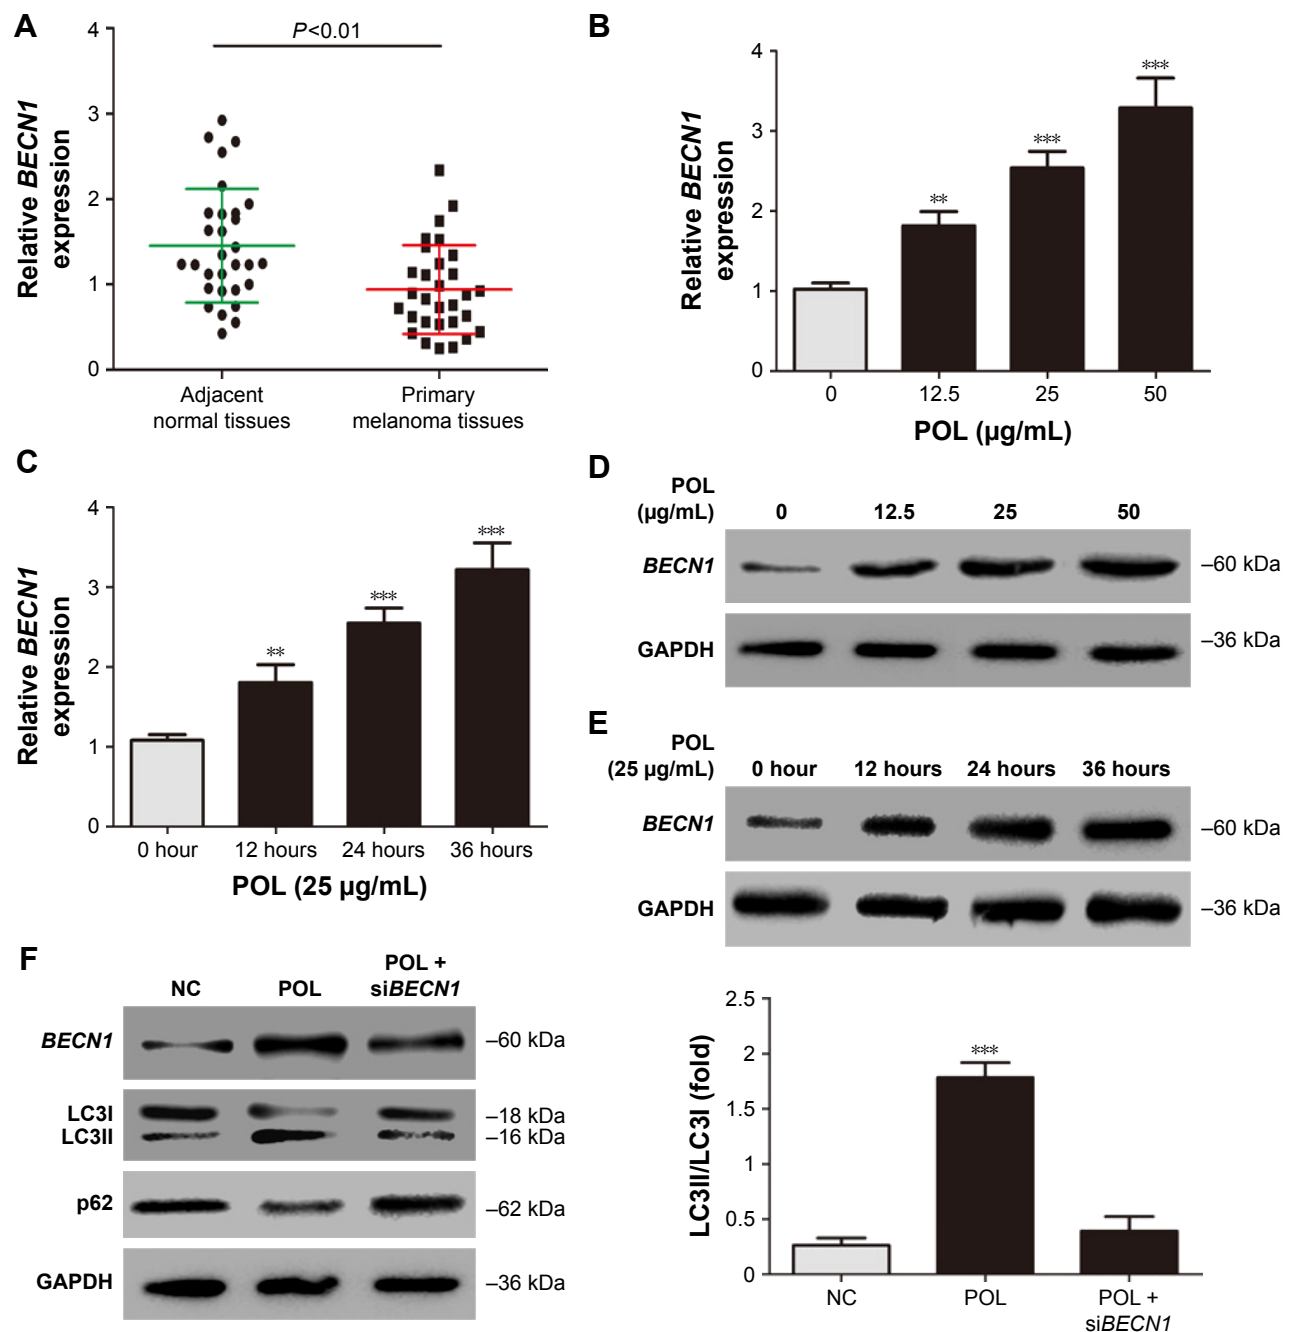 A
P<0.01
Relative BECN1
expression
4
3
2
1
0
Adjacent
normal tissues
Primary
melanoma tissues
B
Relative BECN1
expression
4
3
2
1
0
**
***
***
0
12.5
25
50
POL (µg/mL)
C
Relative BECN1
expression
4
3
2
1
0
**
***
***
0 hour
12 hours
24 hours
36 hours
POL (25 µg/mL)
D
POL
(µg/mL)
0
12.5
25
50
BECN1
–60 kDa
GAPDH
–36 kDa
E
POL
(25 µg/mL)
0 hour
12 hours
24 hours
36 hours
BECN1
–60 kDa
GAPDH
–36 kDa
F
NC
POL
POL +
siBECN1
BECN1
–60 kDa
LC3I
–18 kDa
LC3II
–16 kDa
p62
–62 kDa
GAPDH
–36 kDa
LC3II/LC3I (fold)
2.5
2
1.5
1
0.5
0
***
NC
POL
POL +
siBECN1